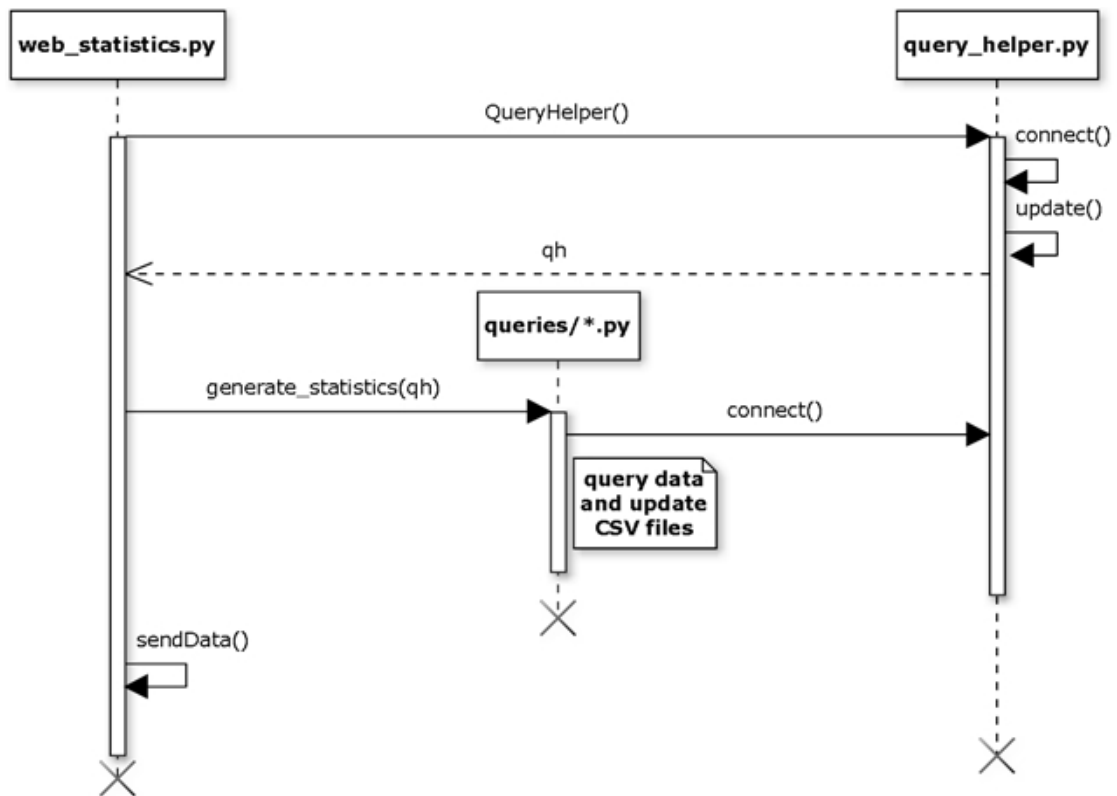 web_statistics.py
query_helper.py
QueryHelper()
connect()
update()
qh
queries/*.py
generate_statistics(qh)
connect()
query data
and update
CSV files
sendData()